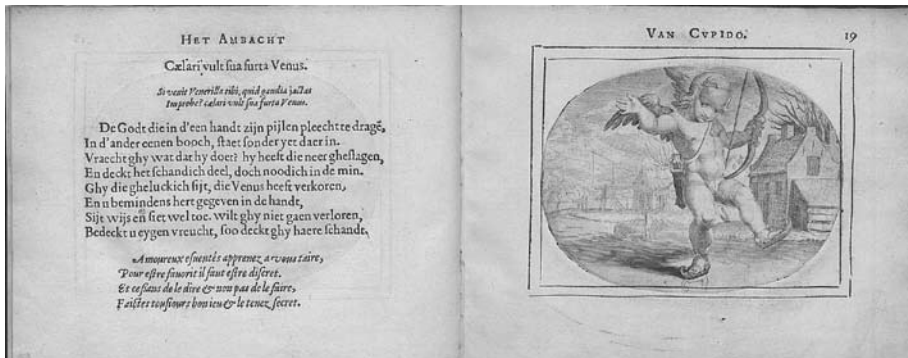 HET AMBACHT
Cælari vult sua furta Venus.
Si venit Veneris tibi, quid gaudia jactas
Improbe? cælari vult sua furta Venus.
De Godt die in d'een handt zijn pijlen pleecht te dragẽ,
In d'ander eenen booch, staet sonder yet daer in.
Vraecht ghy wat dat hy doet? hy heeft die neer gheslagen,
En deckt het schandich deel, doch noodich in de min.
Ghy die gheluckich sijt, die Venus heeft verkoren,
En u bemindens hert gegeven in de handt,
Sijt wijs eñ siet wel toe. wilt ghy niet gaen verloren,
Bedeckt u eygen vreucht, soo deckt ghy haere schandt.
Amoureux esventés apprenez a vous taire,
Pour estre favorit il faut estre discret.
Et cessans de le dire & non pas de le faire,
Faistes tousiours bon ieu & le tenez secret.
VAN CVPIDO.
19